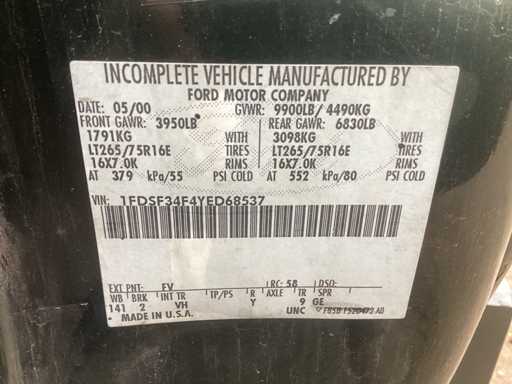 INCOMPLETE VEHICLE MANUFACTURED BY
FORD MOTOR COMPANY
DATE: 05/00 GVWR: 9900LB/ 4490KG
FRONT GAWR: 3950LB REAR GAWR: 6830LB
1791KG WITH 3098KG WITH
LT265/75R16E TIRES LT265/75R16E TIRES
16X7.0K RIMS 16X7.0K RIMS
AT 379 kPa/55 PSI COLD AT 552 kPa/80 PSI COLD
VIN: 1FDSF34F4YED68537
EXT PNT: FV RC: 58 DSO:
WB BRK INT TR TP/PS R AXLE TR SPR
141 2 VH Y 9 GE
MADE IN U.S.A. UNC